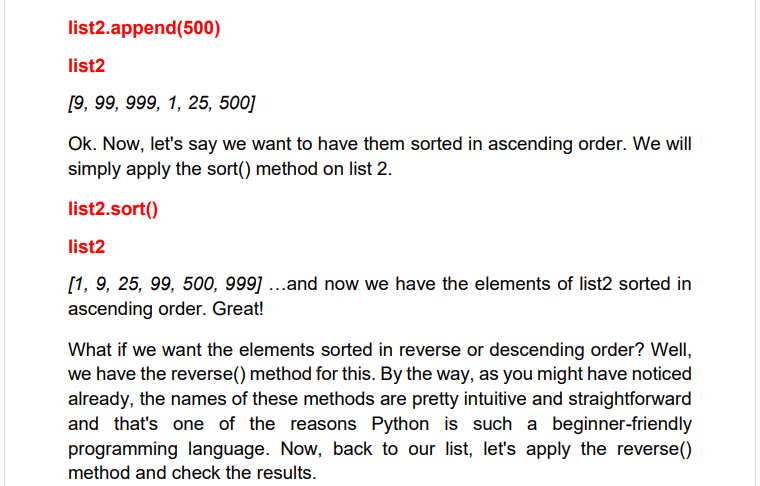 list2.append(500)
list2
[9, 99, 999, 1, 25, 500]
Ok. Now, let's say we want to have them sorted in ascending order. We will
simply apply the sort() method on list 2.
list2.sort()
list2
[1, 9, 25, 99, 500, 999] …and now we have the elements of list2 sorted in
ascending order. Great!
What if we want the elements sorted in reverse or descending order? Well,
we have the reverse() method for this. By the way, as you might have noticed
already, the names of these methods are pretty intuitive and straightforward
and that's one of the reasons Python is such a beginner-friendly
programming language. Now, back to our list, let's apply the reverse()
method and check the results.